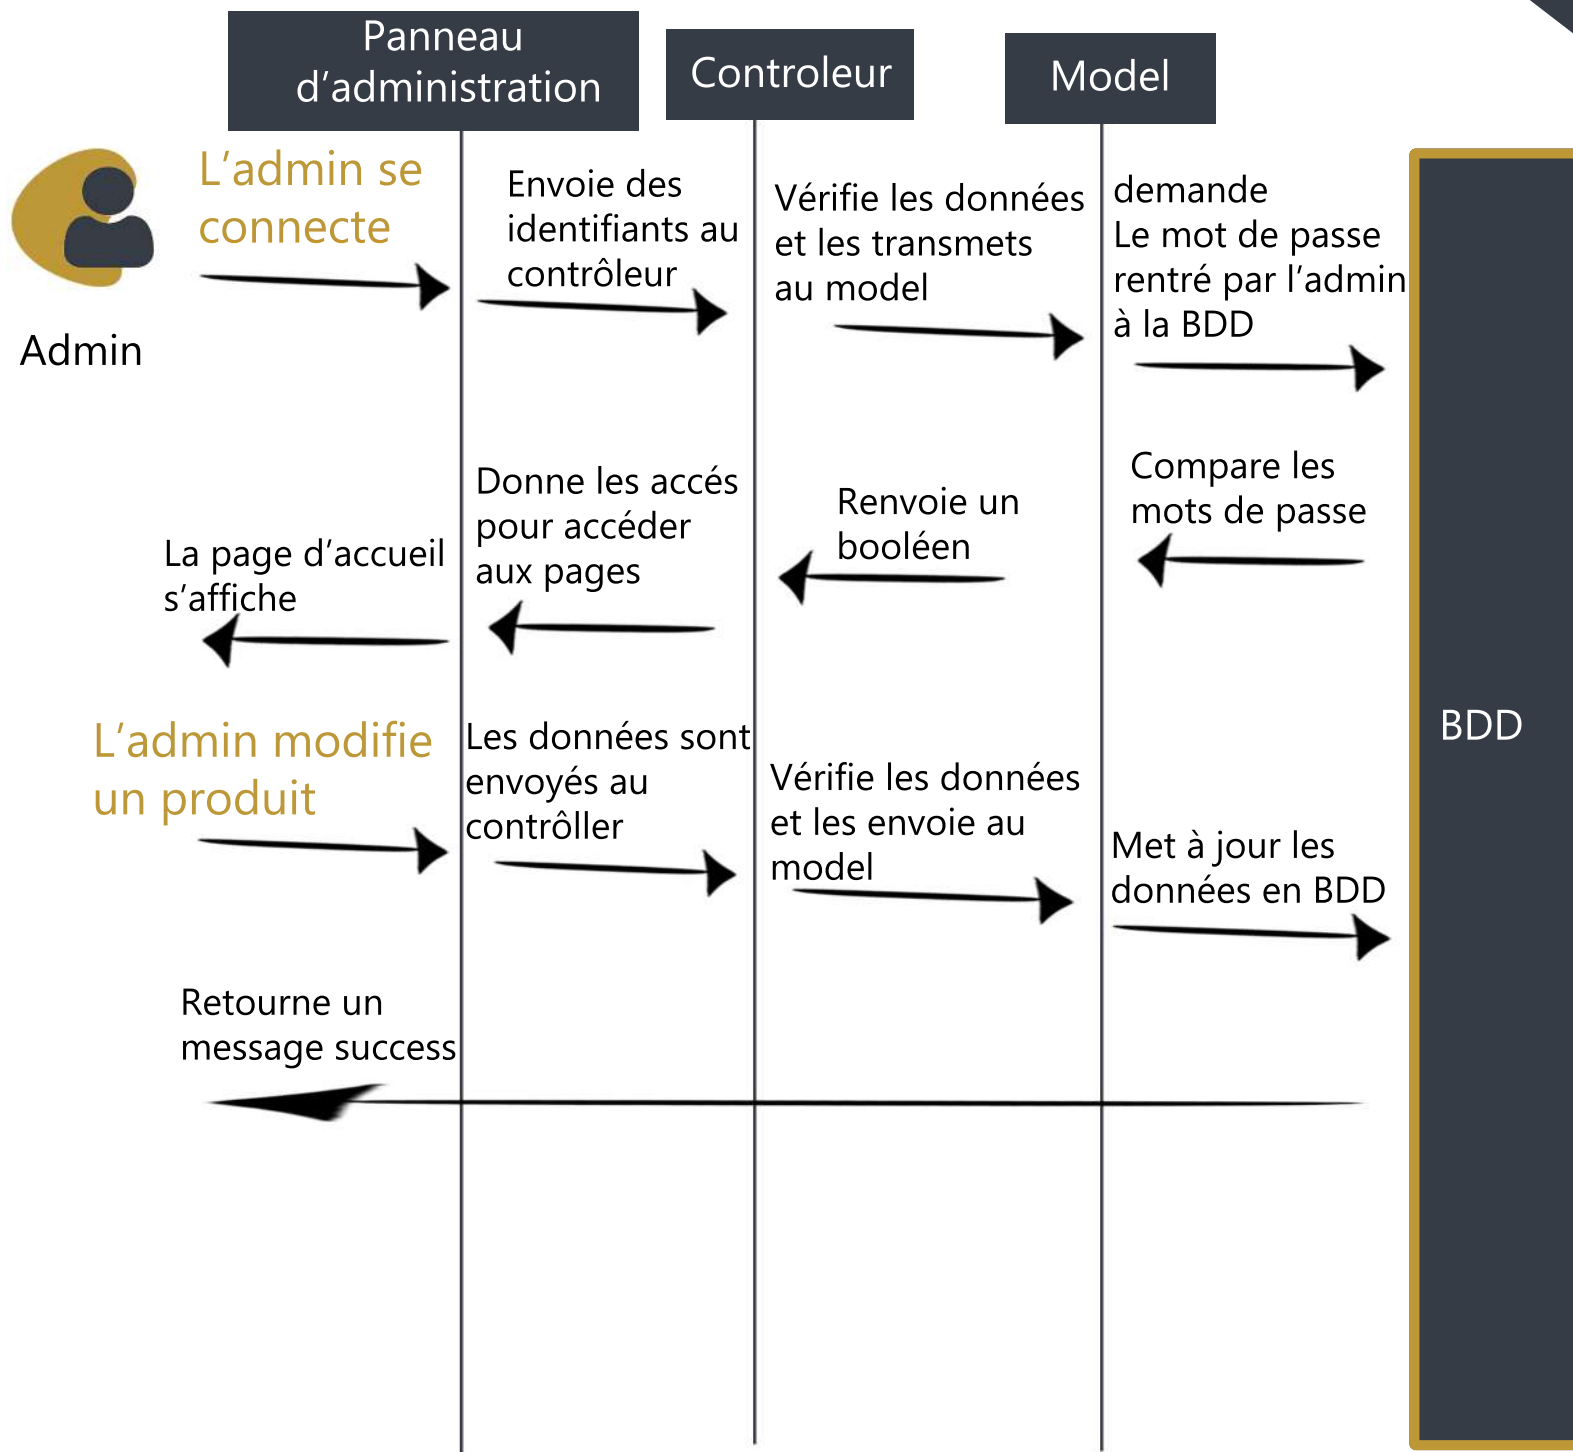 Panneau
d’administration
Controleur
Model
L’admin se
connecte
Admin
Envoie des
identifiants au
contrôleur
Vérifie les données
et les transmets
au model
demande
Le mot de passe
rentré par l’admin
à la BDD
Compare les
mots de passe
Renvoie un
booléen
Donne les accés
pour accéder
aux pages
La page d’accueil
s’affiche
BDD
L’admin modifie
un produit
Les données sont
envoyés au
contrôller
Vérifie les données
et les envoie au
model
Met à jour les
données en BDD
Retourne un
message success